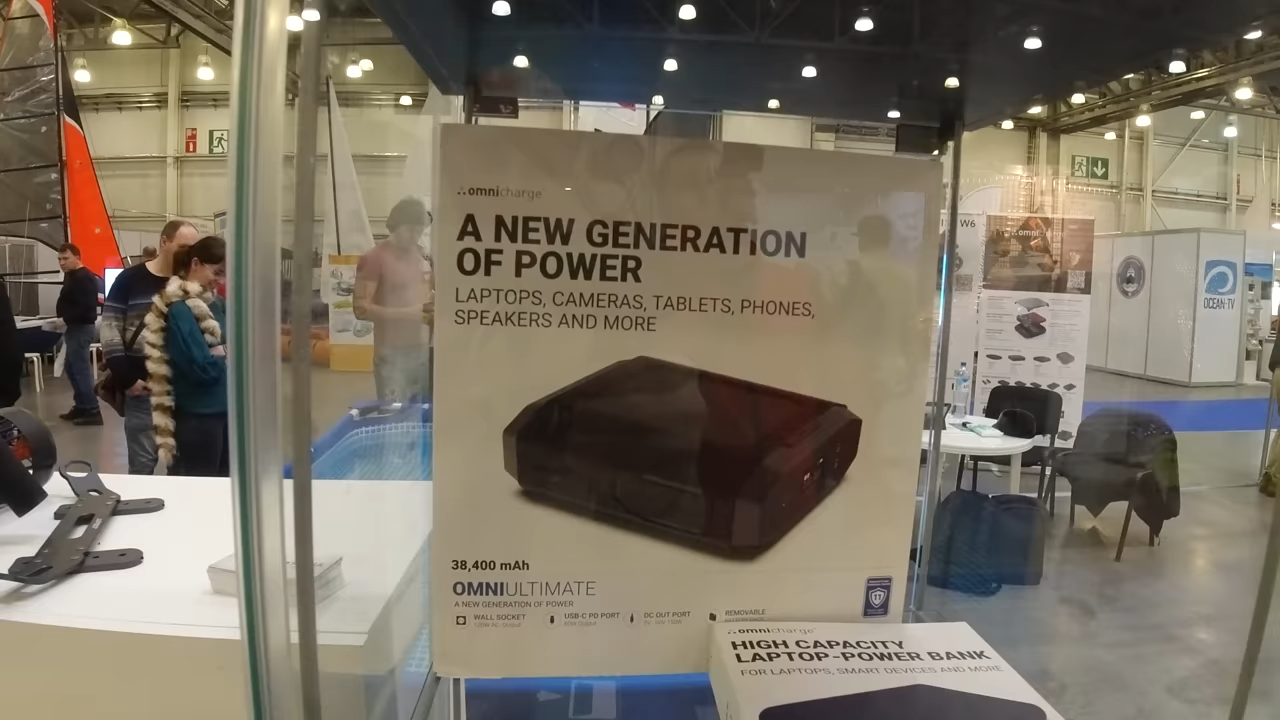 omnicharge
A NEW GENERATION
OF POWER
LAPTOPS, CAMERAS, TABLETS, PHONES,
SPEAKERS AND MORE
38,400 mAh
OMNIULTIMATE
A NEW GENERATION OF POWER
WALL SOCKET
USB-C PD PORT
DC OUT PORT
REMOVABLE
omnicharge
HIGH CAPACITY
LAPTOP-POWER BANK
FOR LAPTOPS, SMART DEVICES AND MORE
W6
omni
OCEAN-TV